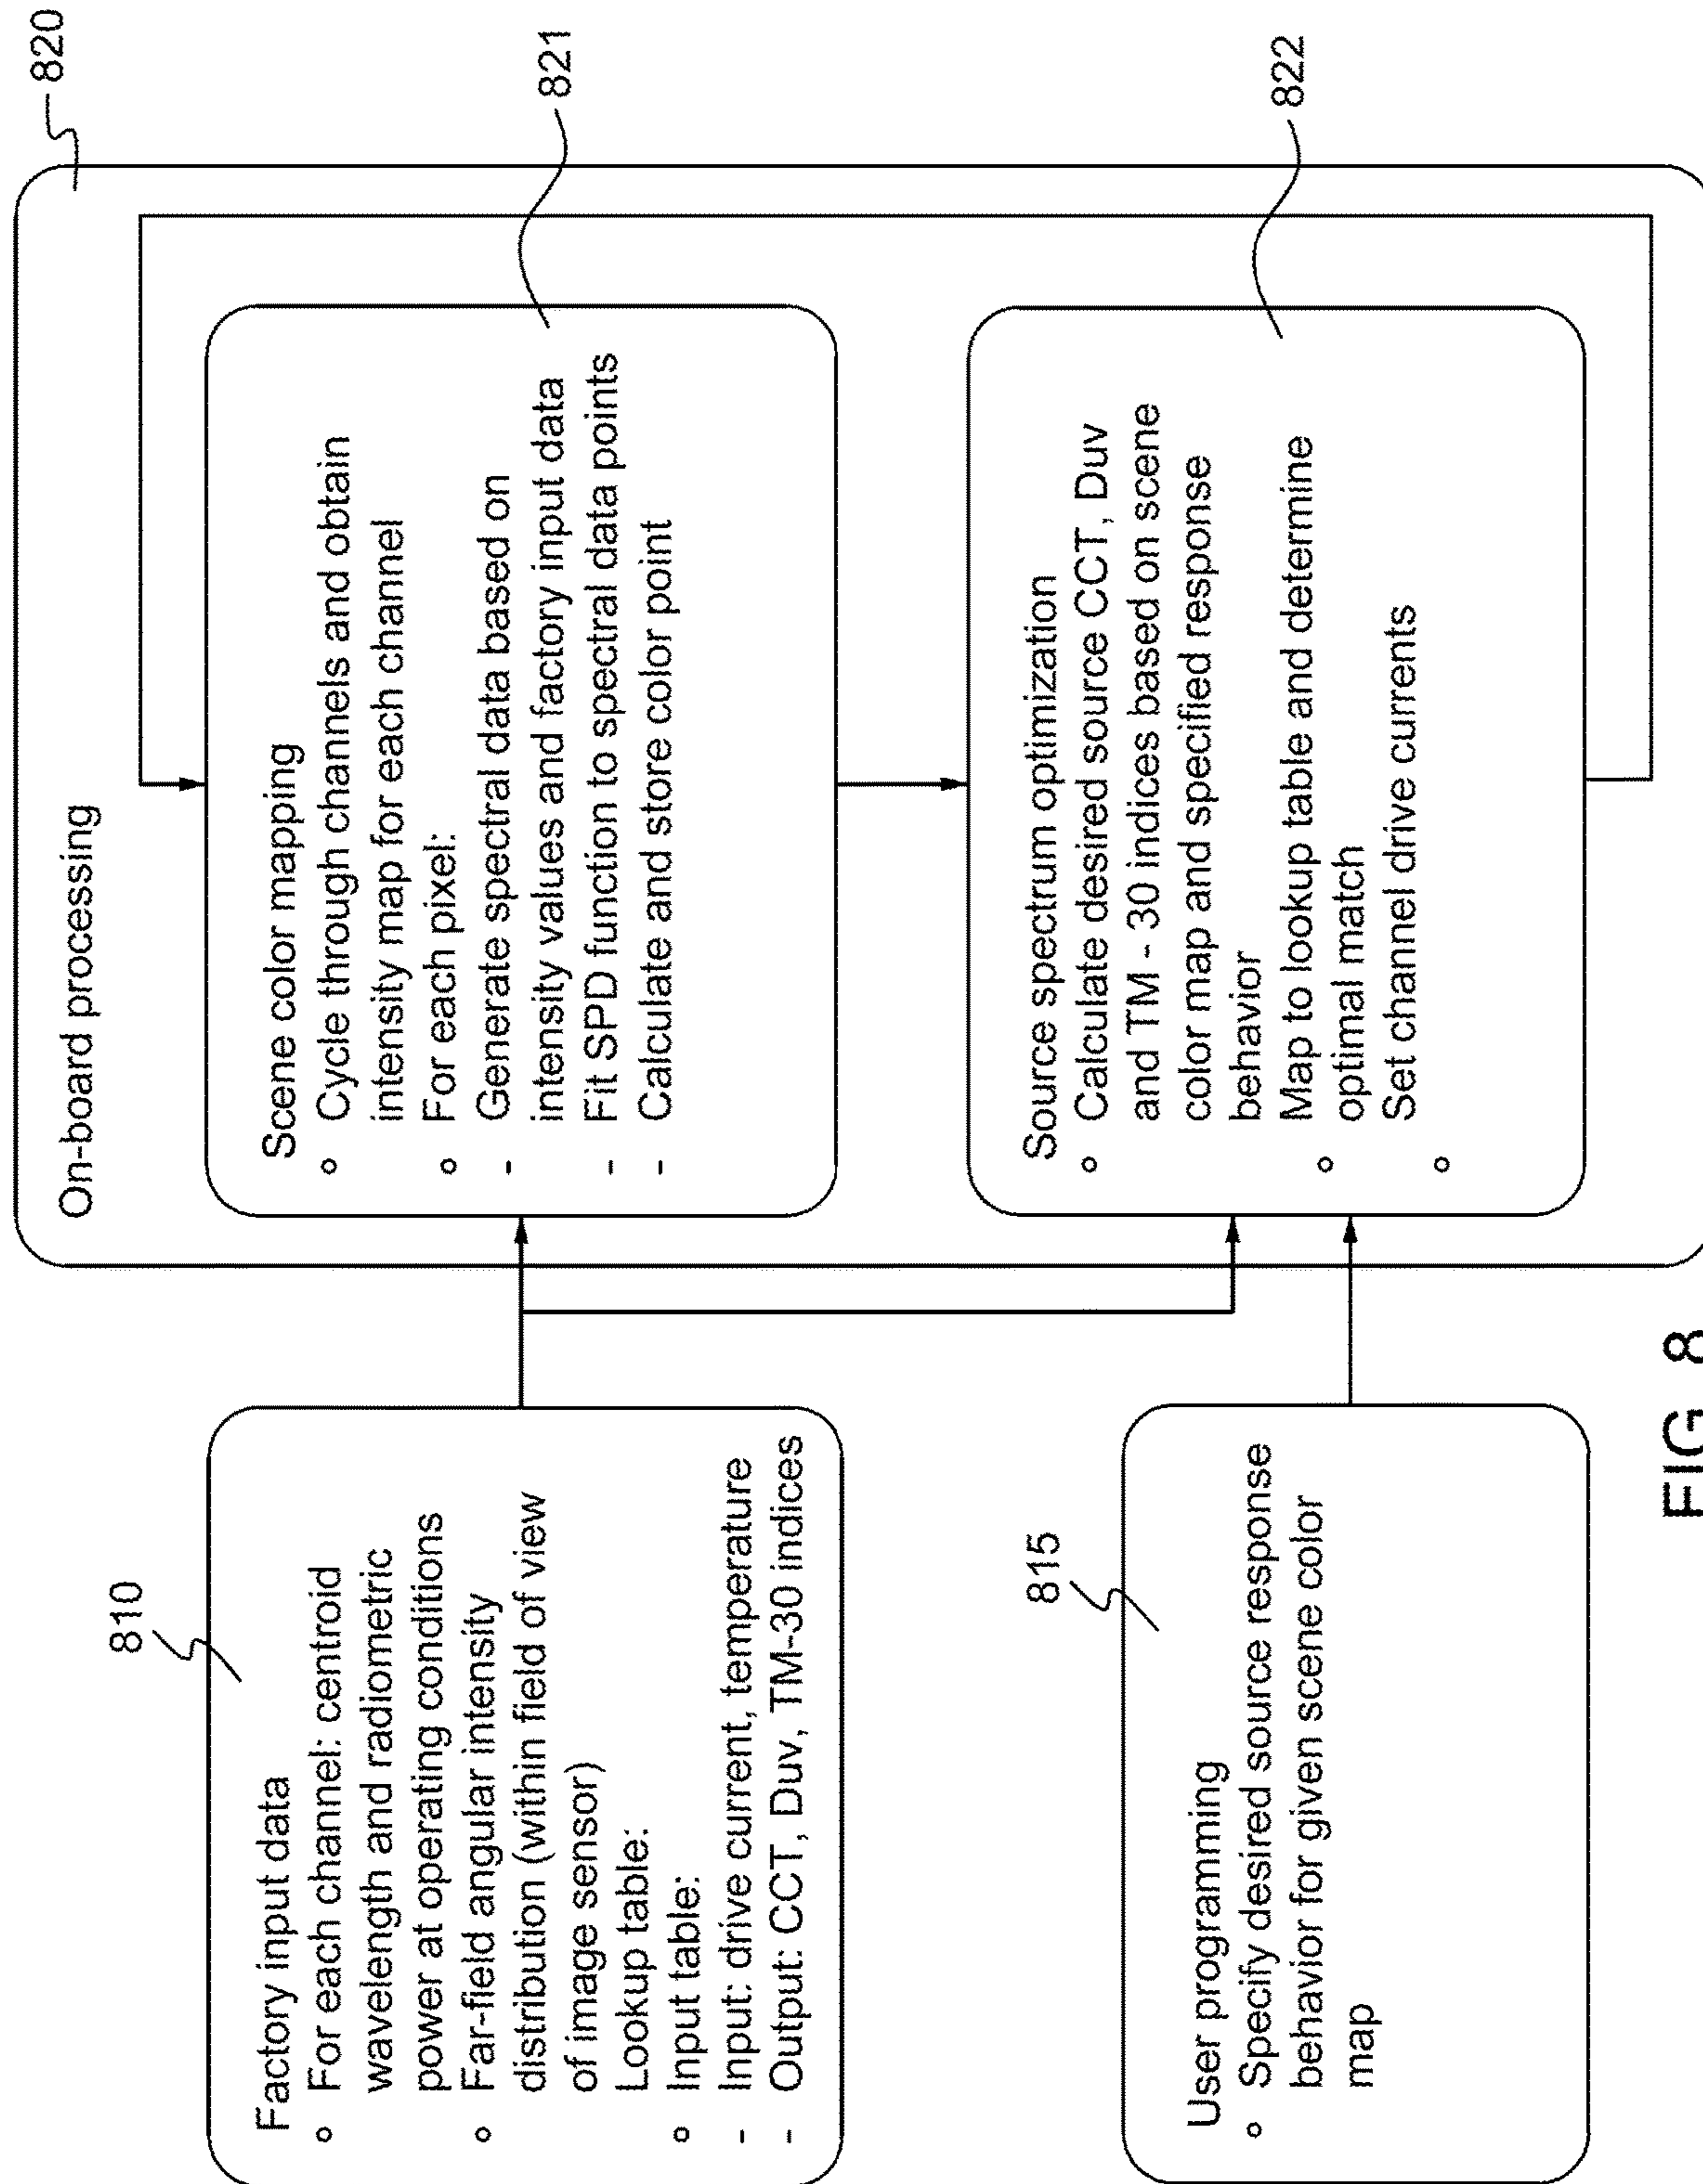 810
Factory input data
° For each channel: centroid
wavelength and radiometric
power at operating conditions
° Far-field angular intensity
distribution (within field of view
of image sensor)
Lookup table:
° Input table:
- Input: drive current, temperature
- Output: CCT, Duv, TM-30 indices
815
User programming
° Specify desired source response
behavior for given scene color
map
820
On-board processing
821
Scene color mapping
° Cycle through channels and obtain
intensity map for each channel
° For each pixel:
- Generate spectral data based on
intensity values and factory input data
- Fit SPD function to spectral data points
- Calculate and store color point
822
Source spectrum optimization
° Calculate desired source CCT, Duv
and TM - 30 indices based on scene
color map and specified response
behavior
° Map to lookup table and determine
optimal match
° Set channel drive currents
FIG. 8